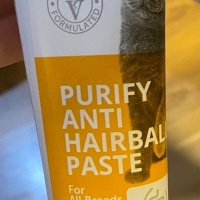 FORMULATED
PURIFY
ANTI
HAIRBAL
PASTE
For
All Breeds